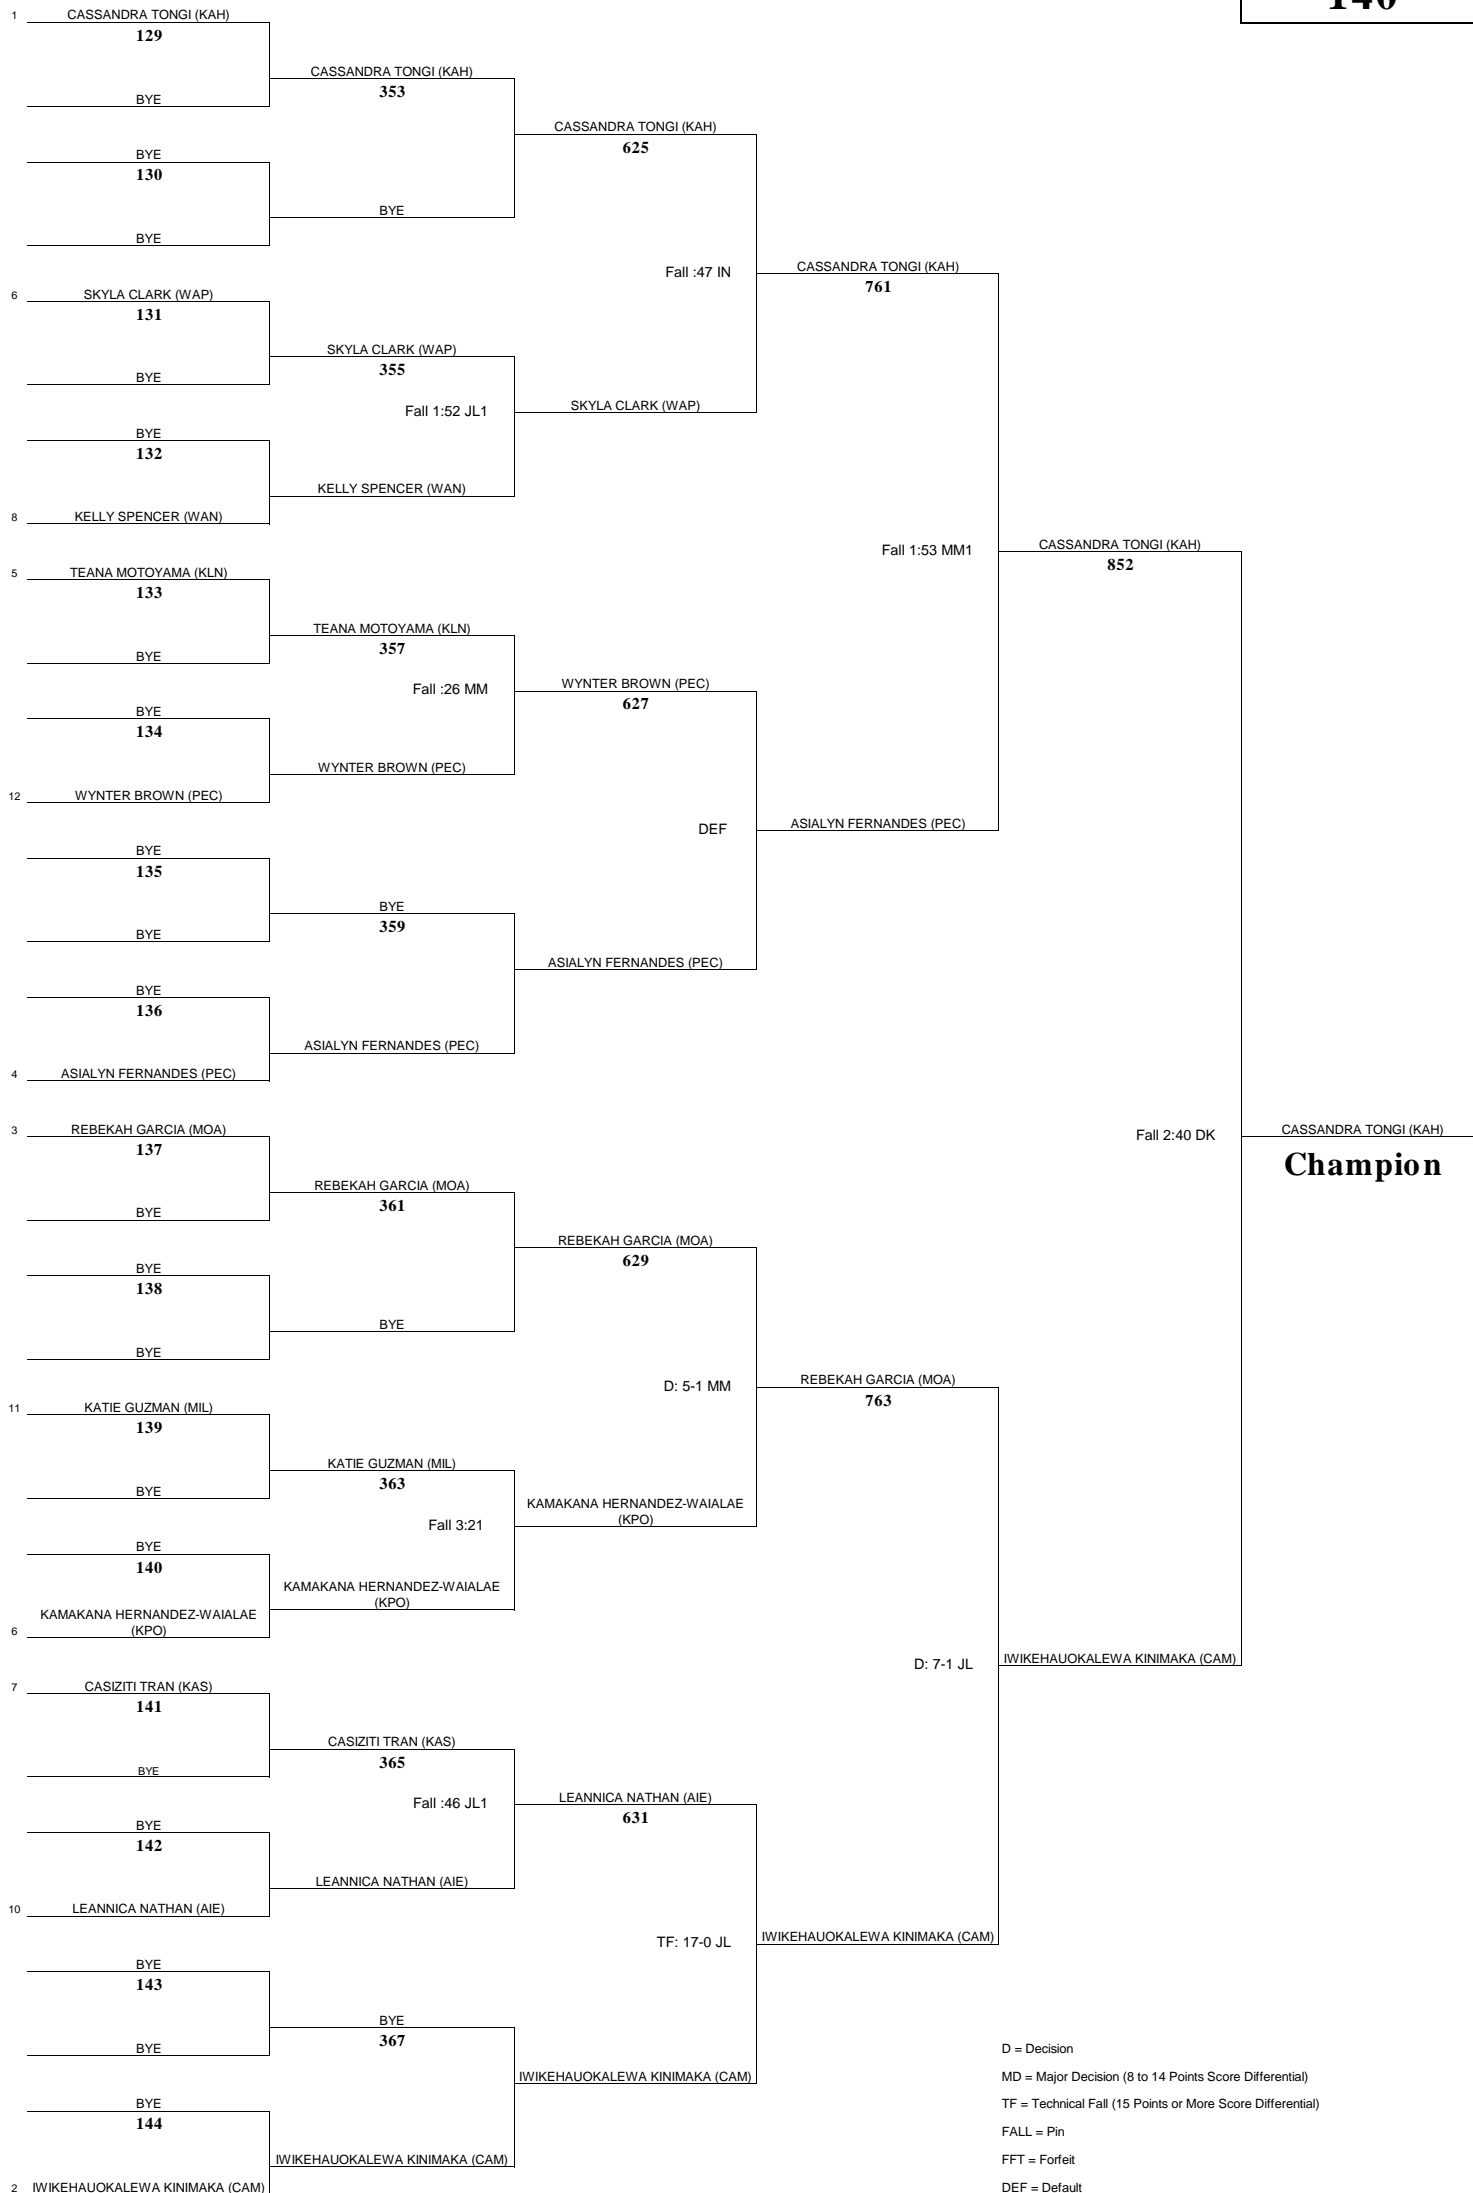 1 CASSANDRA TONGI (KAH)
129
BYE
BYE
130
BYE
6 SKYLA CLARK (WAP)
131
BYE
BYE
132
8 KELLY SPENCER (WAN)
5 TEANA MOTOYAMA (KLN)
133
BYE
BYE
134
12 WYNTER BROWN (PEC)
BYE
135
BYE
BYE
136
4 ASIALYN FERNANDES (PEC)
3 REBEKAH GARCIA (MOA)
137
BYE
BYE
138
BYE
11 KATIE GUZMAN (MIL)
139
BYE
BYE
140
KAMAKANA HERNANDEZ-WAIALAE
6 (KPO)
7 CASIZITI TRAN (KAS)
141
BYE
BYE
142
10 LEANNICA NATHAN (AIE)
BYE
143
BYE
BYE
144
2 IWIKEHAUOKALEWA KINIMAKA (CAM)
CASSANDRA TONGI (KAH)
353
BYE
SKYLA CLARK (WAP)
355
Fall 1:52 JL1
KELLY SPENCER (WAN)
TEANA MOTOYAMA (KLN)
357
Fall :26 MM
WYNTER BROWN (PEC)
BYE
359
ASIALYN FERNANDES (PEC)
REBEKAH GARCIA (MOA)
361
BYE
KATIE GUZMAN (MIL)
363
Fall 3:21
KAMAKANA HERNANDEZ-WAIALAE
(KPO)
CASIZITI TRAN (KAS)
365
Fall :46 JL1
LEANNICA NATHAN (AIE)
BYE
367
IWIKEHAUOKALEWA KINIMAKA (CAM)
CASSANDRA TONGI (KAH)
625
Fall :47 IN
SKYLA CLARK (WAP)
WYNTER BROWN (PEC)
627
DEF
ASIALYN FERNANDES (PEC)
REBEKAH GARCIA (MOA)
629
D: 5-1 MM
KAMAKANA HERNANDEZ-WAIALAE
(KPO)
LEANNICA NATHAN (AIE)
631
TF: 17-0 JL
IWIKEHAUOKALEWA KINIMAKA (CAM)
CASSANDRA TONGI (KAH)
761
Fall 1:53 MM1
ASIALYN FERNANDES (PEC)
REBEKAH GARCIA (MOA)
763
D: 7-1 JL
IWIKEHAUOKALEWA KINIMAKA (CAM)
CASSANDRA TONGI (KAH)
852
Fall 2:40 DK
IWIKEHAUOKALEWA KINIMAKA (CAM)
CASSANDRA TONGI (KAH)
Champion
D = Decision
MD = Major Decision (8 to 14 Points Score Differential)
TF = Technical Fall (15 Points or More Score Differential)
FALL = Pin
FFT = Forfeit
DEF = Default